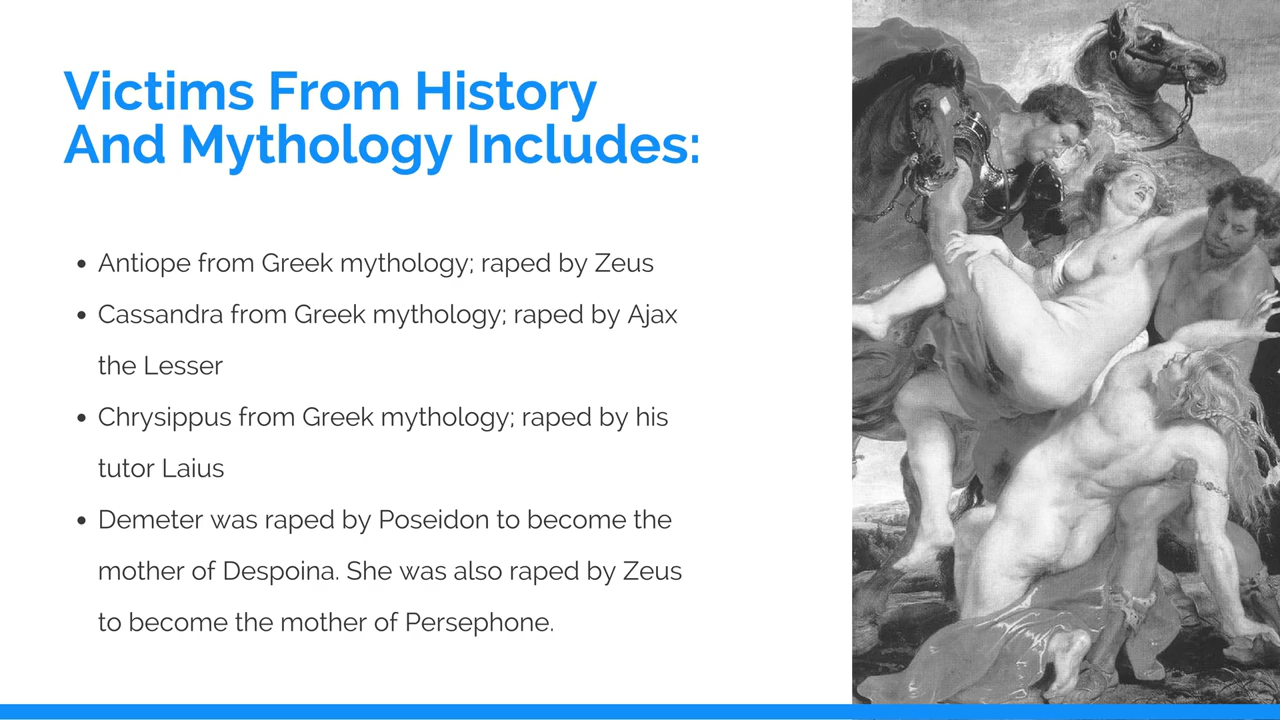 Victims From History
And Mythology Includes:
• Antiope from Greek mythology; raped by Zeus
• Cassandra from Greek mythology; raped by Ajax
the Lesser
• Chrysippus from Greek mythology; raped by his
tutor Laius
• Demeter was raped by Poseidon to become the
mother of Despoina. She was also raped by Zeus
to become the mother of Persephone.